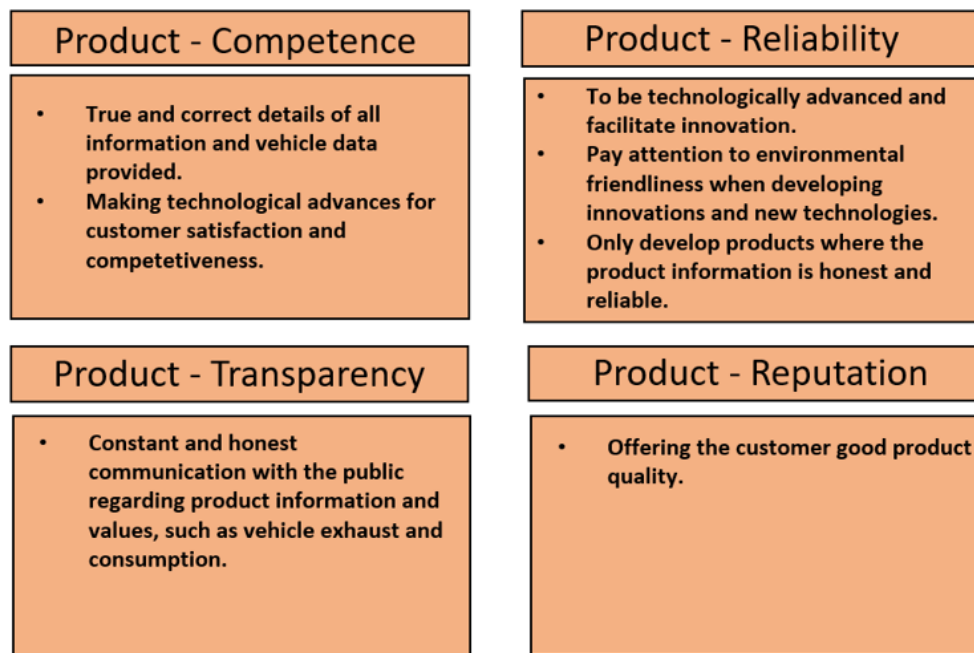 Product - Competence
• True and correct details of all
information and vehicle data
provided.
• Making technological advances for
customer satisfaction and
competetiveness.
Product - Reliability
• To be technologically advanced and
facilitate innovation.
• Pay attention to environmental
friendliness when developing
innovations and new technologies.
• Only develop products where the
product information is honest and
reliable.
Product - Transparency
• Constant and honest
communication with the public
regarding product information and
values, such as vehicle exhaust and
consumption.
Product - Reputation
• Offering the customer good product
quality.